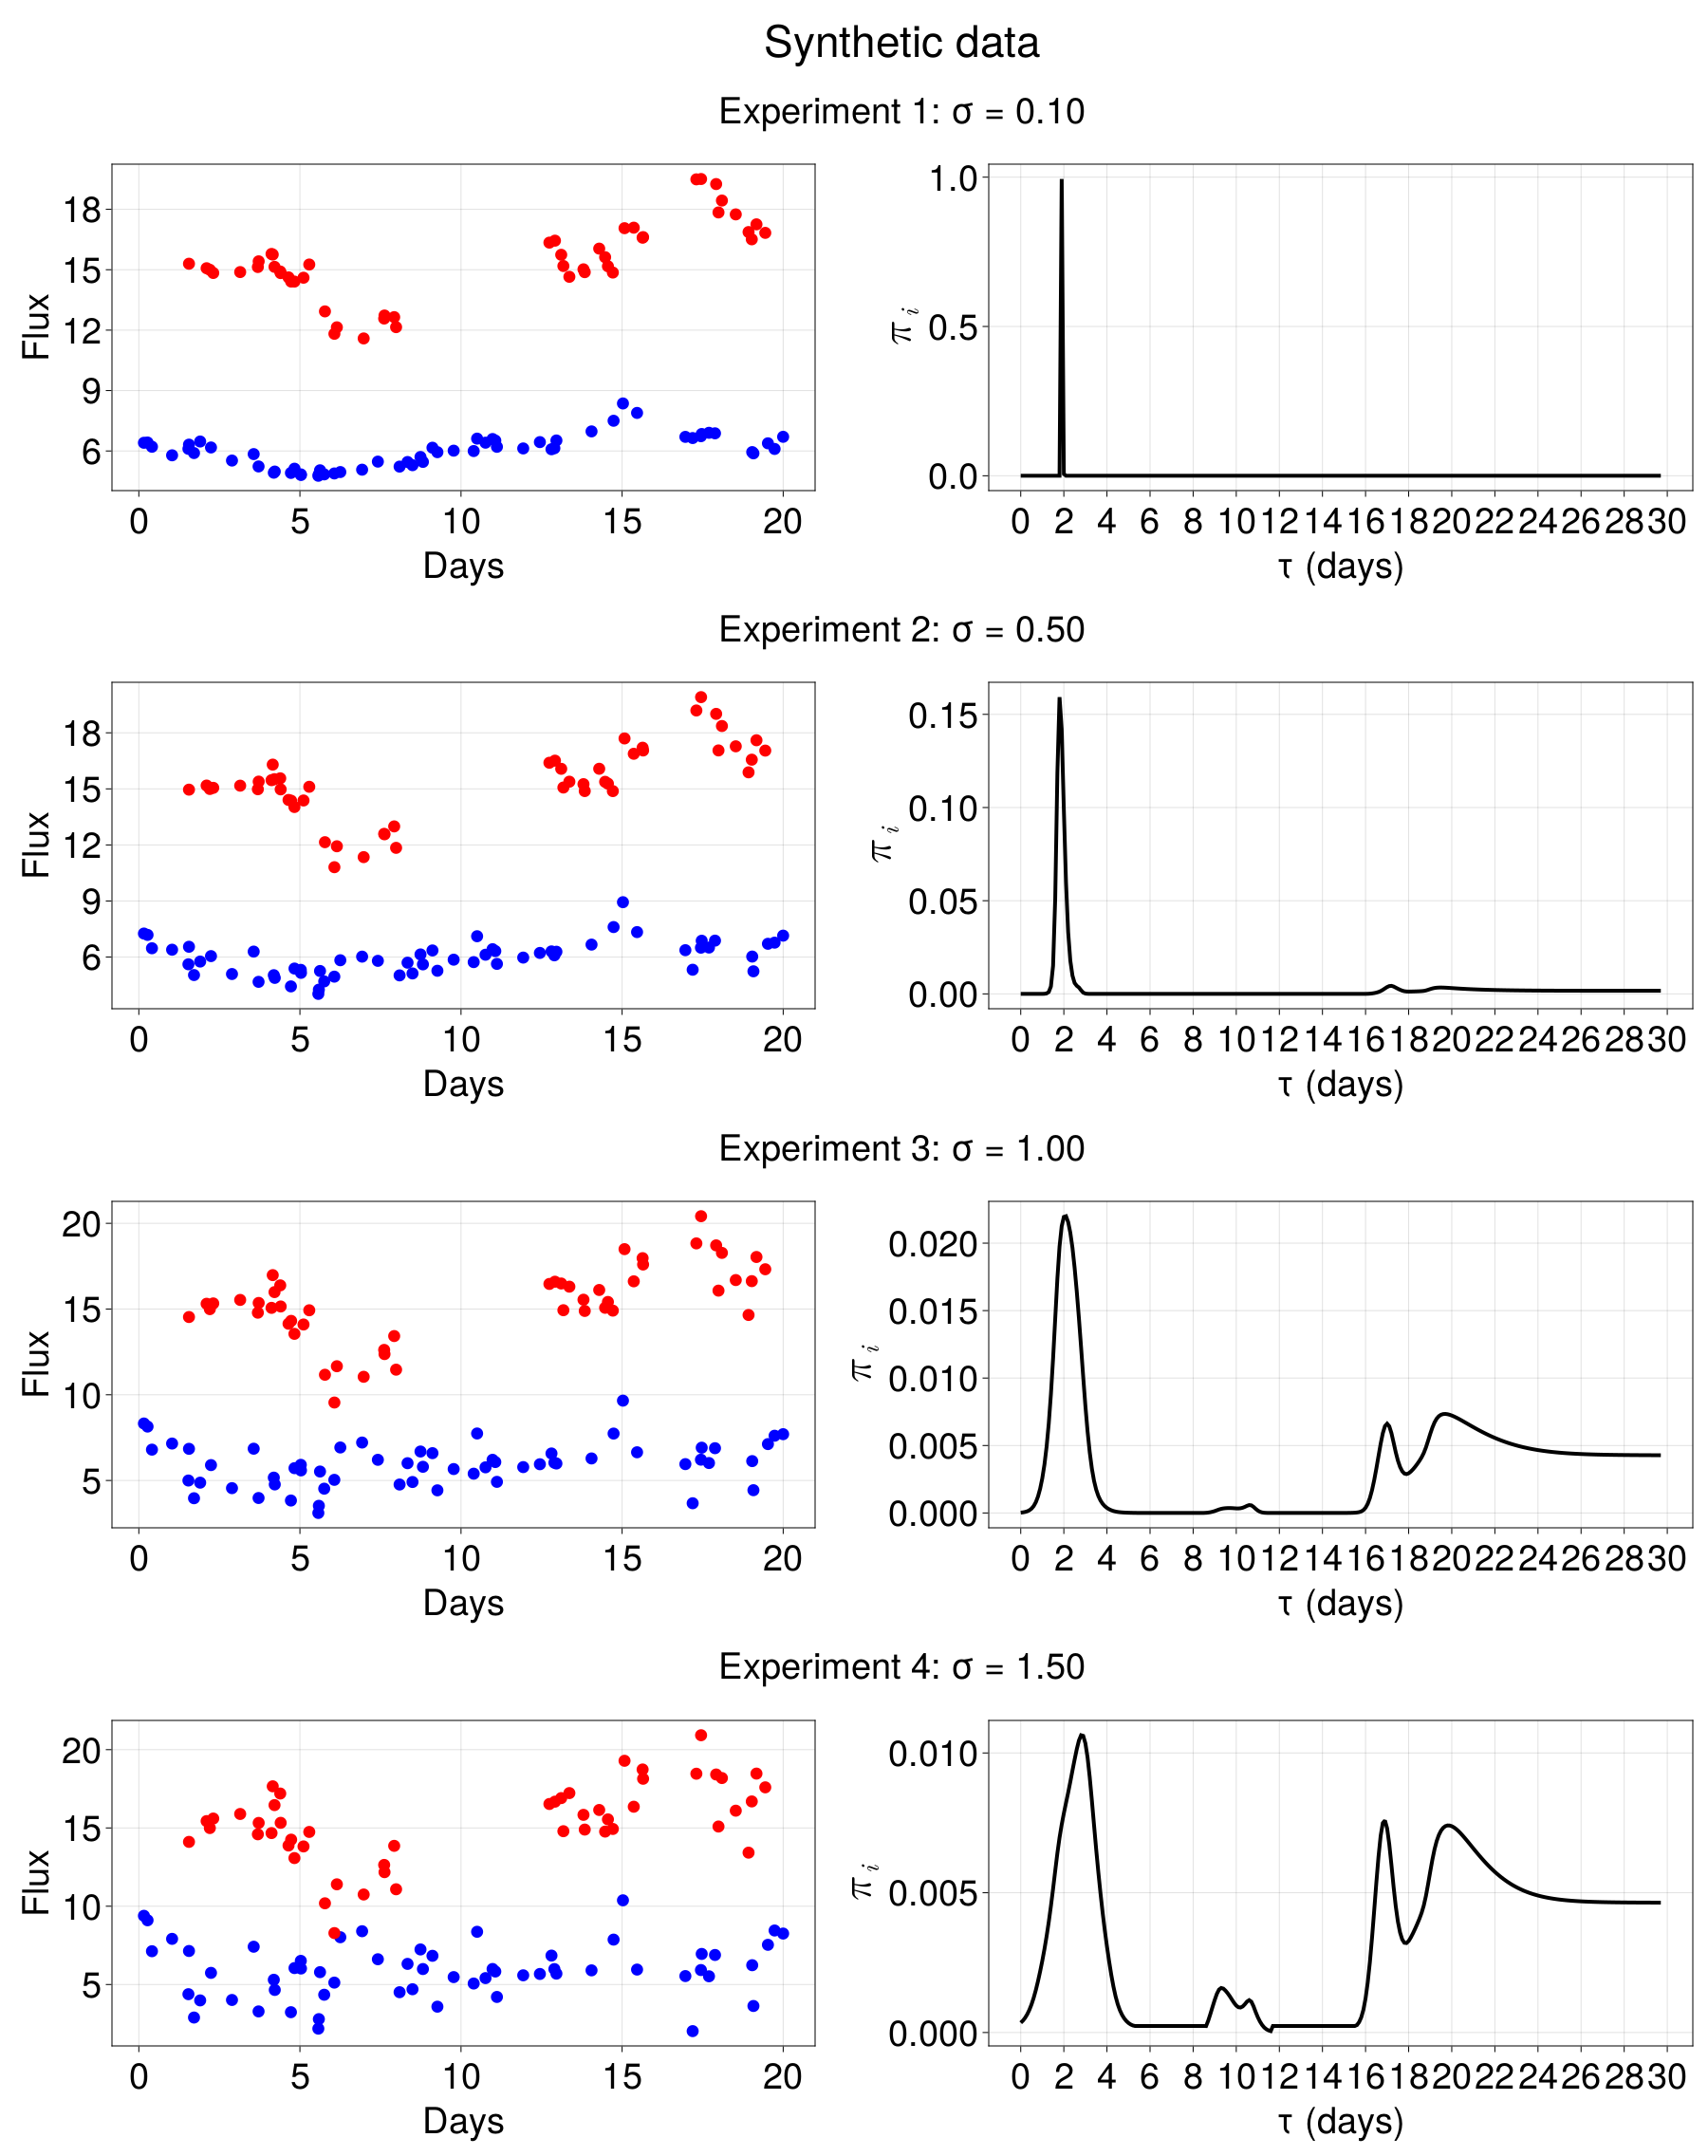 Synthetic data
Experiment 1: σ = 0.10
18
15
12
9
6
Flux
0 5 10 15 20
Days
1.0
0.5
0.0
π i
0 2 4 6 8 10 12 14 16 18 20 22 24 26 28 30
τ (days)
Experiment 2: σ = 0.50
18
15
12
9
6
Flux
0 5 10 15 20
Days
0.15
0.10
0.05
0.00
π i
0 2 4 6 8 10 12 14 16 18 20 22 24 26 28 30
τ (days)
Experiment 3: σ = 1.00
20
15
10
5
Flux
0 5 10 15 20
Days
0.020
0.015
0.010
0.005
0.000
π i
0 2 4 6 8 10 12 14 16 18 20 22 24 26 28 30
τ (days)
Experiment 4: σ = 1.50
20
15
10
5
Flux
0 5 10 15 20
Days
0.010
0.005
0.000
π i
0 2 4 6 8 10 12 14 16 18 20 22 24 26 28 30
τ (days)